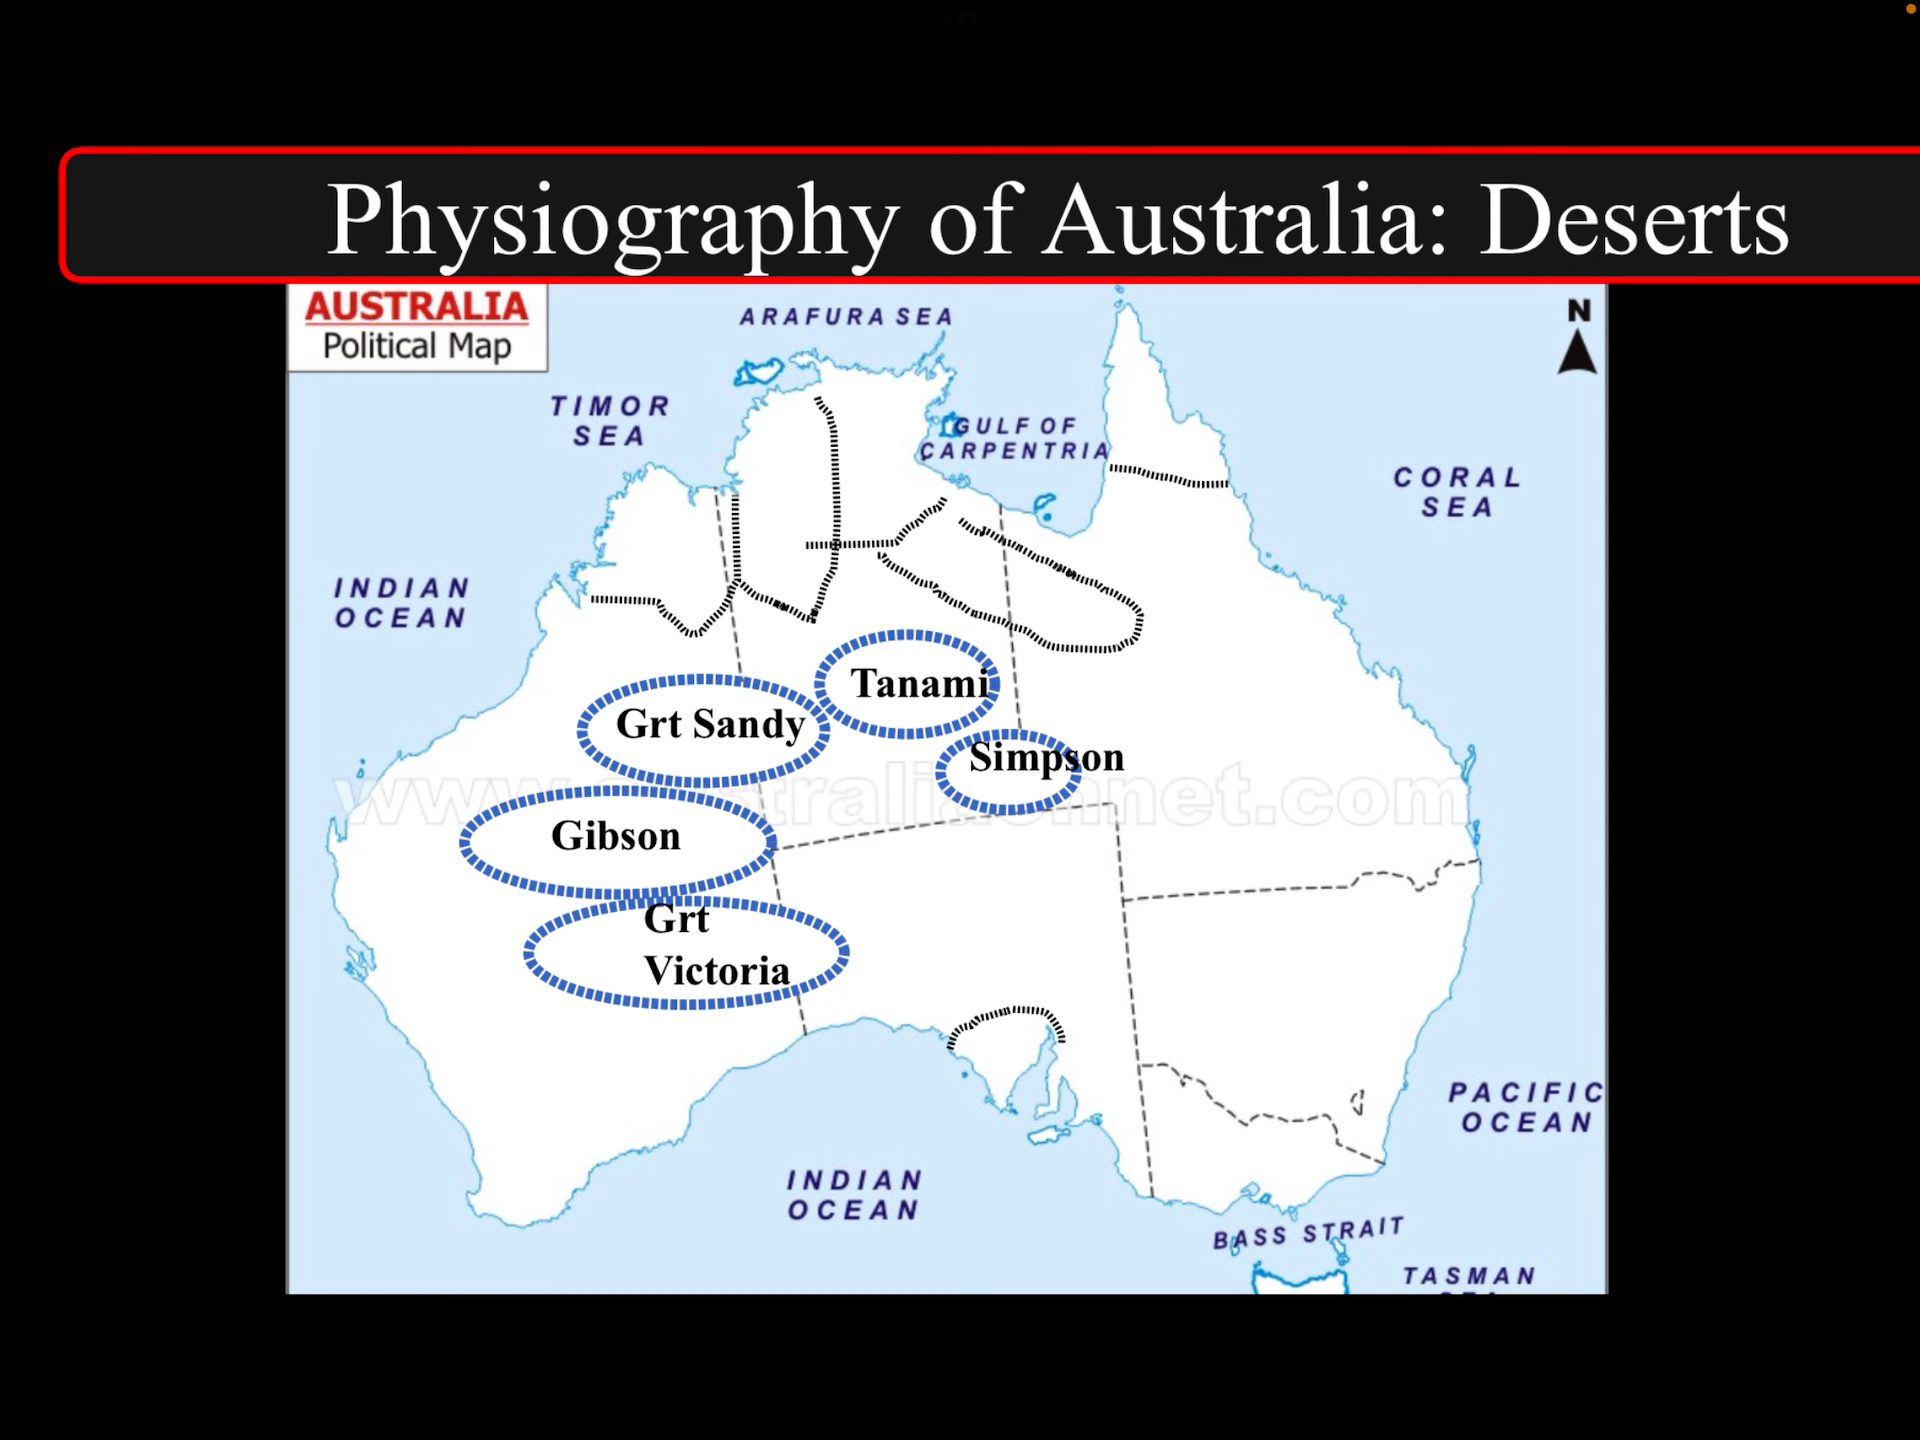 Physiography of Australia: Deserts
AUSTRALIA
Political Map
ARAFURA SEA
N
TIMOR
SEA
GULF OF
CARPENTRIA
CORAL
SEA
INDIAN
OCEAN
Tanami
Grt Sandy
Simpson
Gibson
Grt
Victoria
PACIFIC
OCEAN
INDIAN
OCEAN
BASS STRAIT
TASMAN